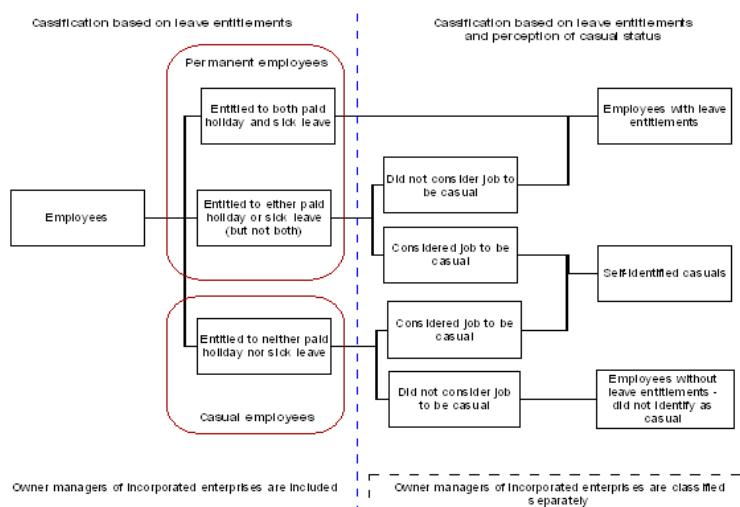 Cassification based on leave entitlements
Cassification based on leave entitlements
and perception of casual status
Permanent employees
Entitled to both paid
holiday and sick leave
Employees with leave
entitlements
Did not consider job to
be casual
Employees
Entitled to either paid
holiday or sick leave
(but not both)
Considered job to be
casual
Self-identified casuals
Considered job to be
casual
Entitled to neither paid
holiday nor sick leave
Did not consider job
to be casual
Employees without
leave entitlements -
did not identify as
casual
Casual employees
Owner managers of incorporated enterprises are included
Owner managers of incorporated enterprises are classified
separately